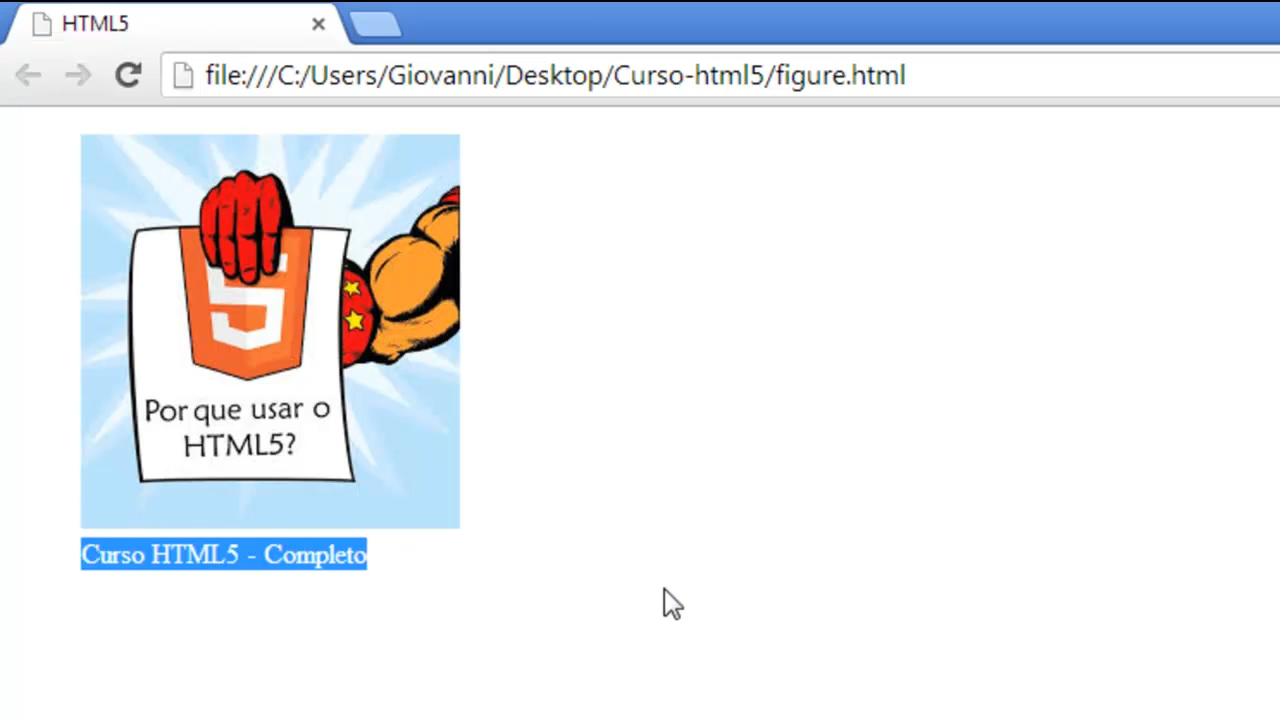 HTML5
file:///C:/Users/Giovanni/Desktop/Curso-html5/figure.html
5
Por que usar o
HTML5?
Curso HTML5 - Completo